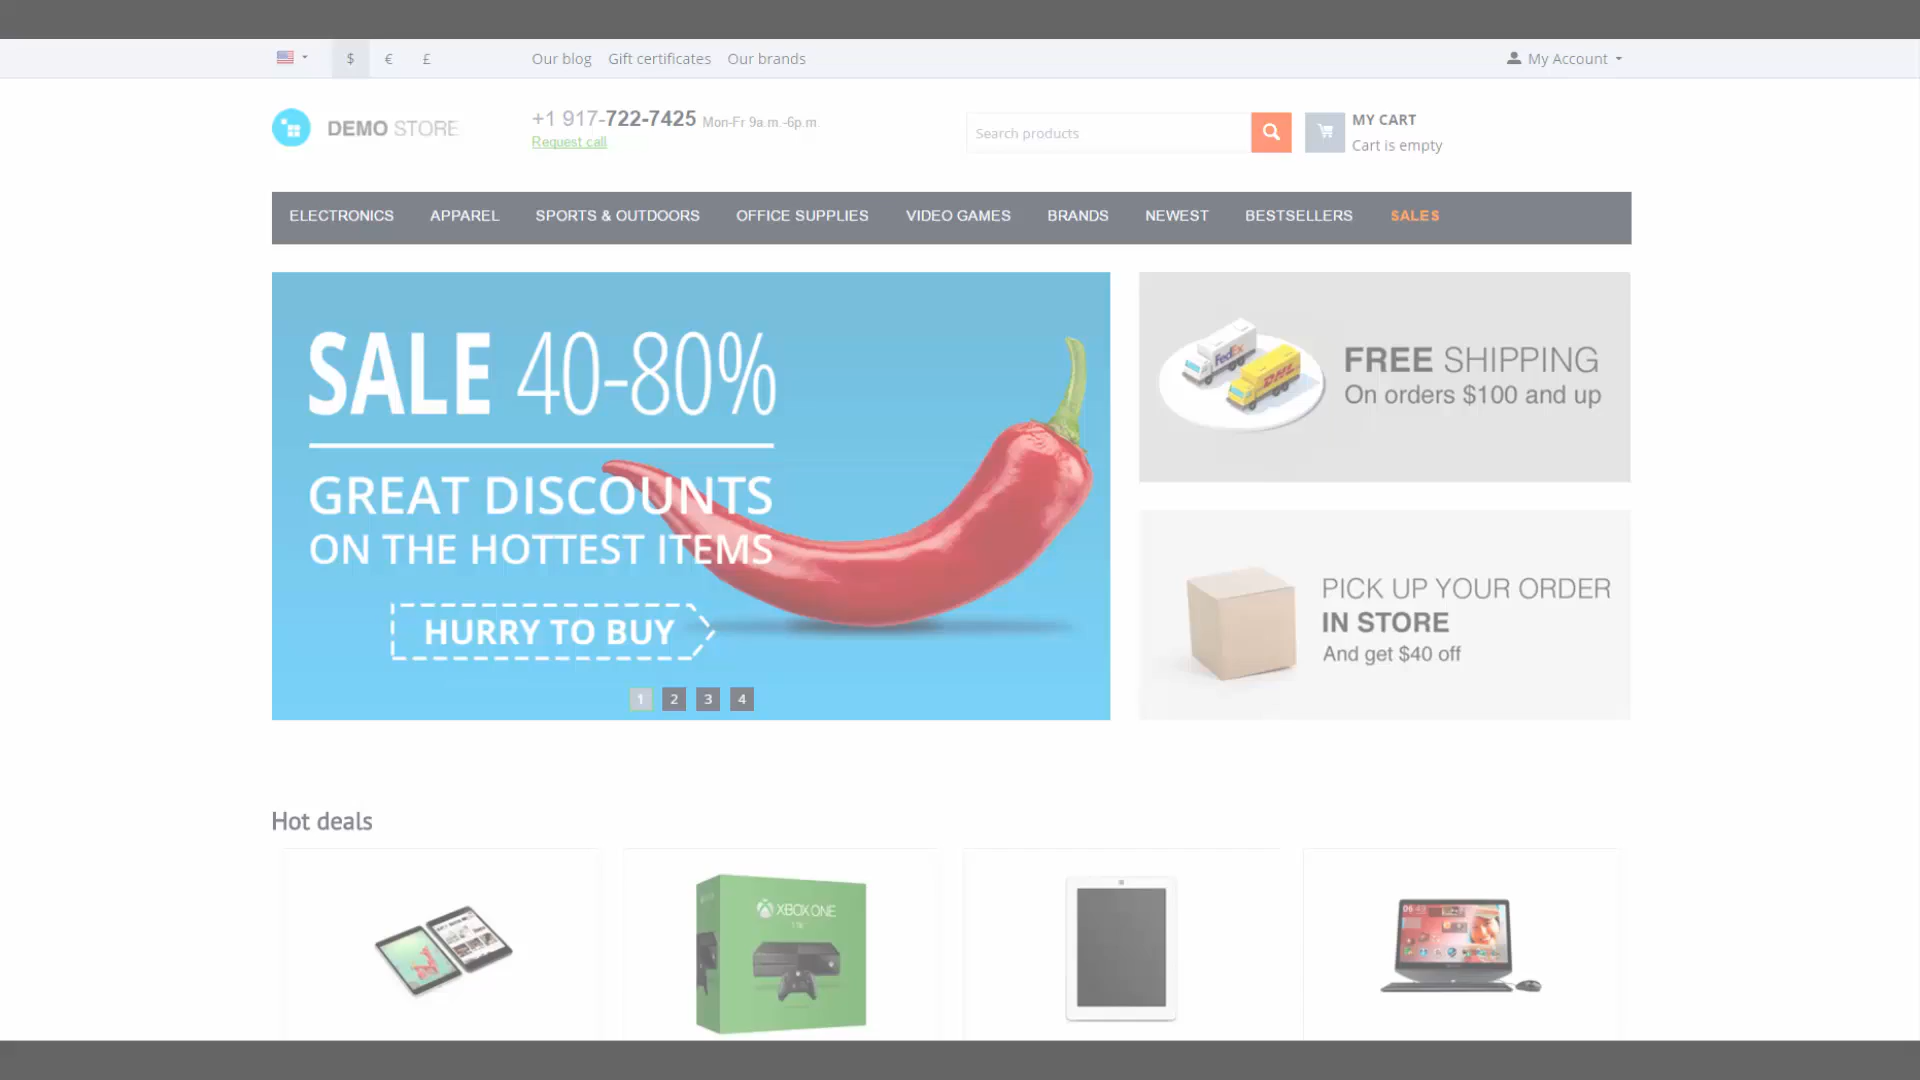 $ € £ Our blog Gift certificates Our brands My Account
DEMO STORE
+1 917-722-7425 Mon-Fr 9a.m.-6p.m.
Request call
Search products
MY CART
Cart is empty
ELECTRONICS APPAREL SPORTS & OUTDOORS OFFICE SUPPLIES VIDEO GAMES BRANDS NEWEST BESTSELLERS SALES
SALE 40-80%
GREAT DISCOUNTS
ON THE HOTTEST ITEMS
HURRY TO BUY
1 2 3 4
FedEx
DHL
FREE SHIPPING
On orders $100 and up
PICK UP YOUR ORDER
IN STORE
And get $40 off
Hot deals
XBOX ONE